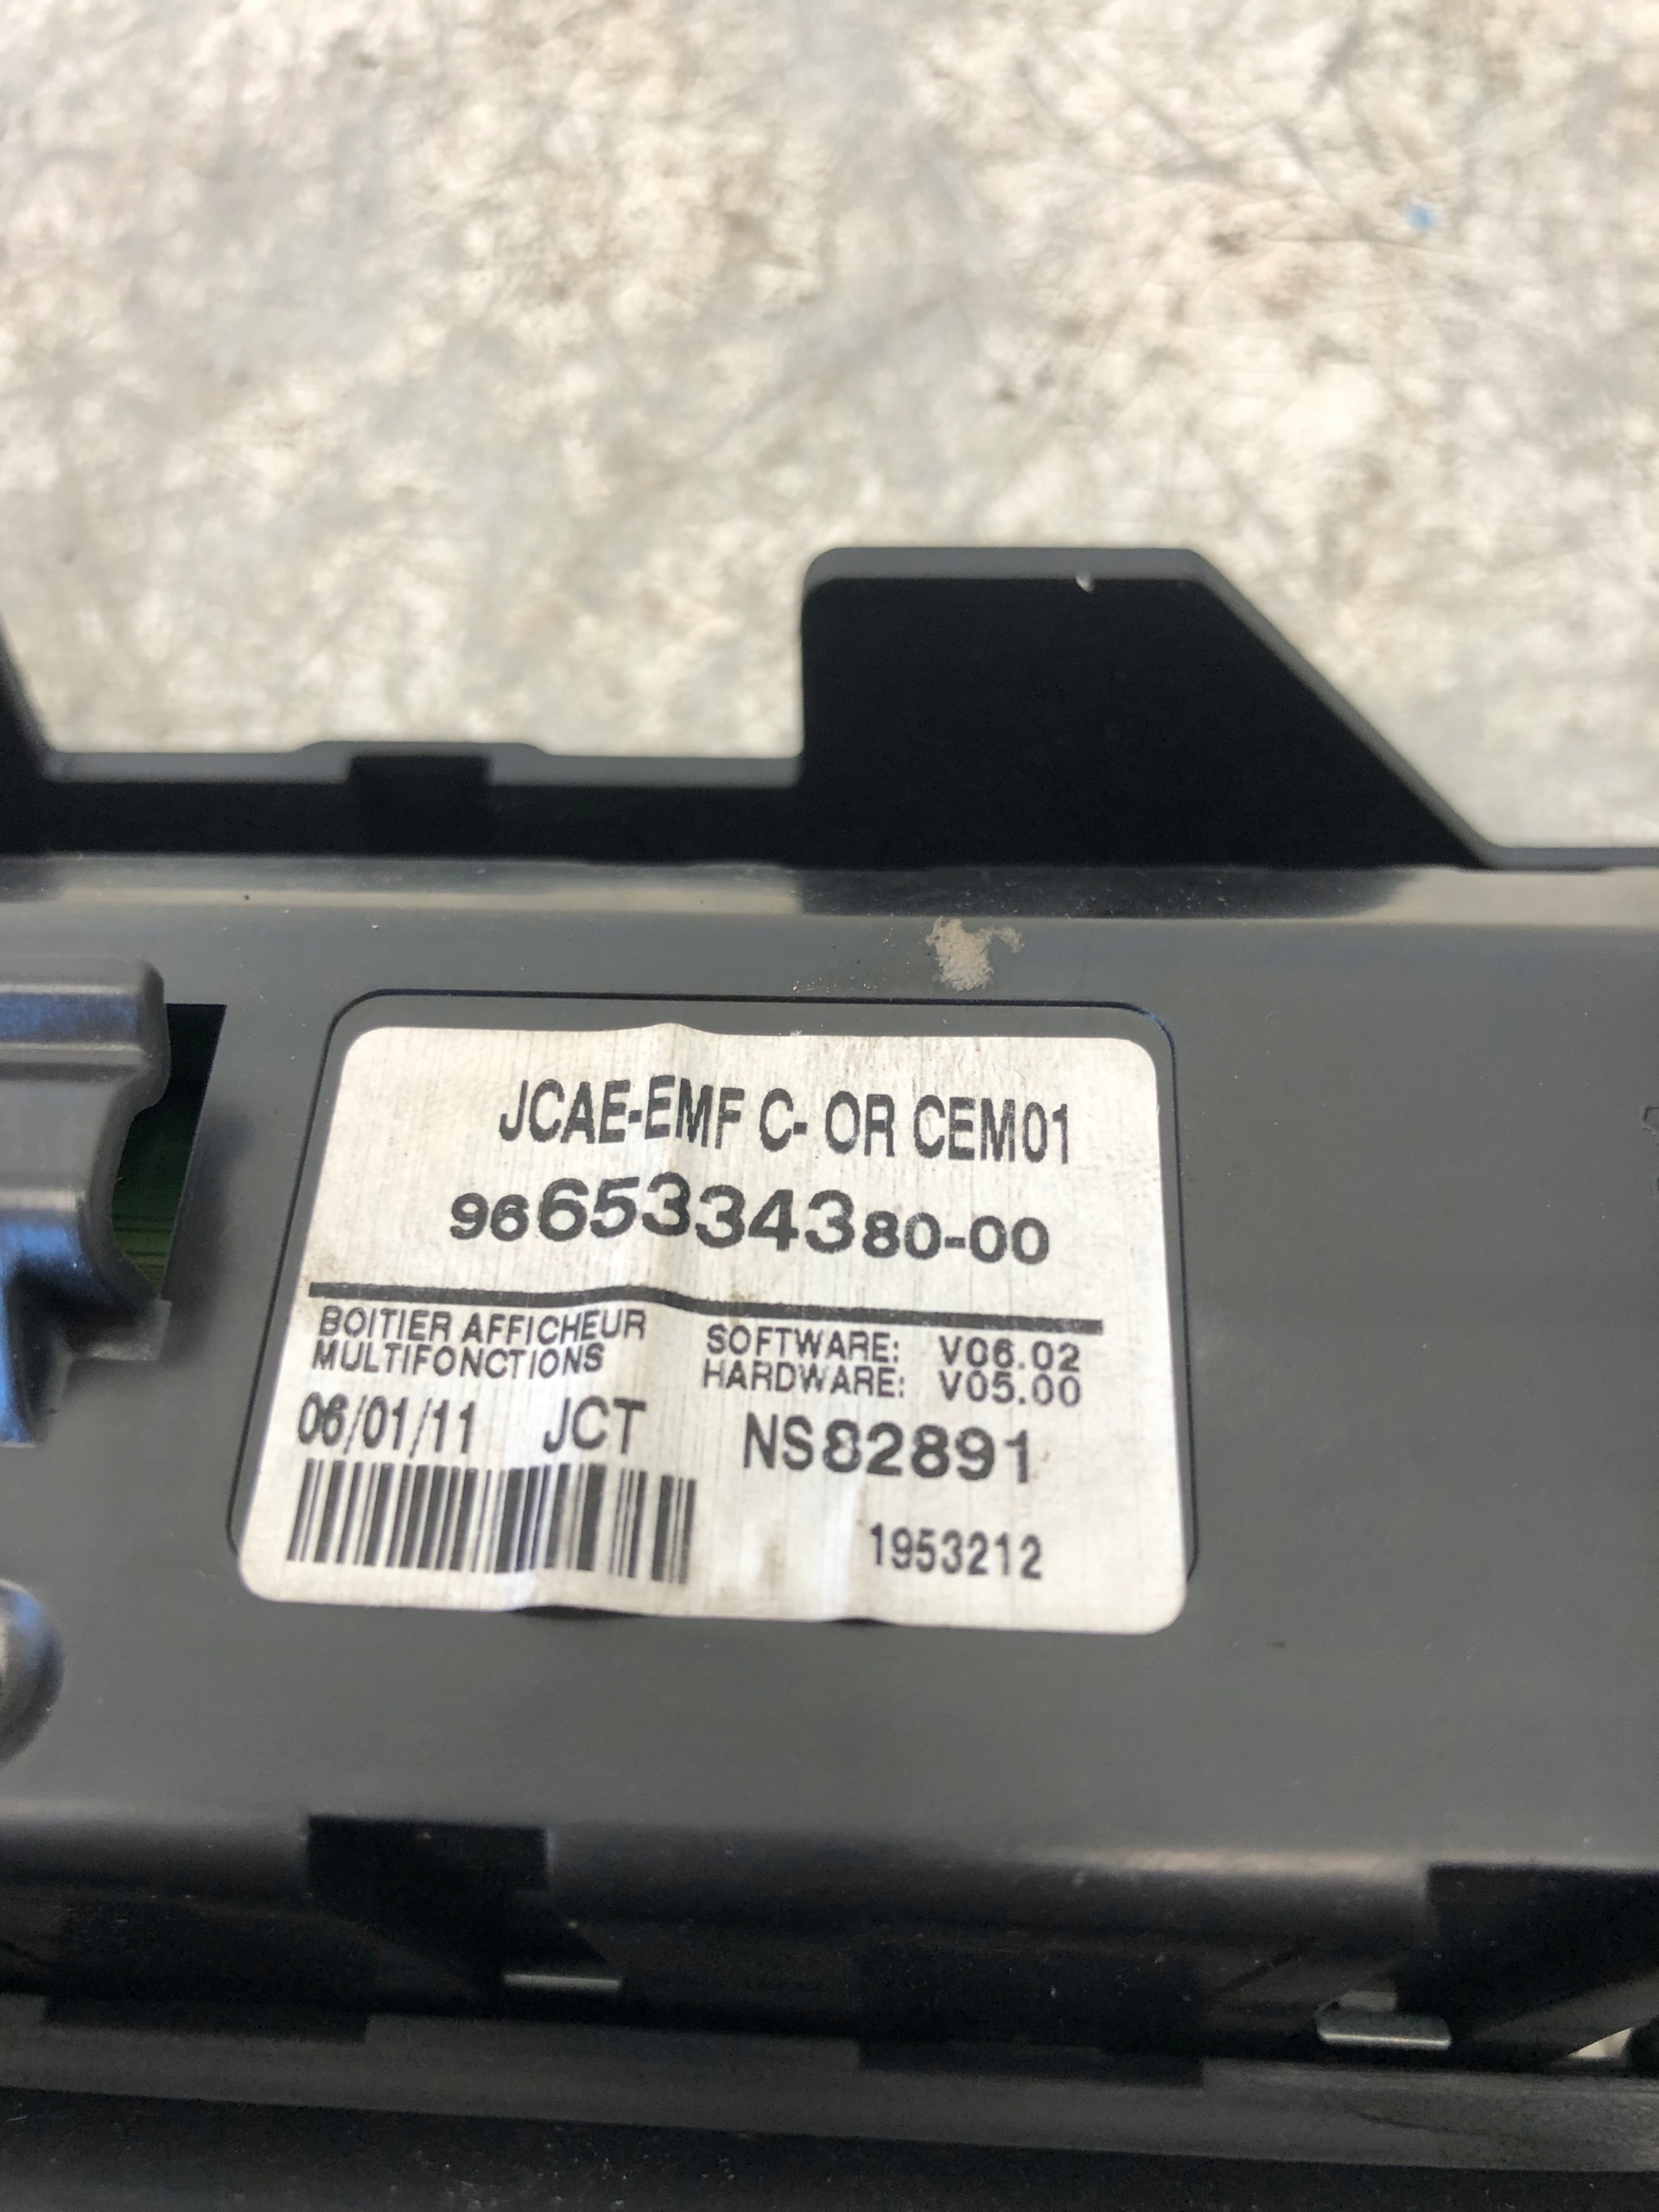 JCAE-EMF C- OR CEM01
9665334380-00
BOITIER AFFICHEUR
MULTIFONCTIONS
SOFTWARE: V06.02
HARDWARE: V05.00
06/01/11 JCT NS82891
1953212